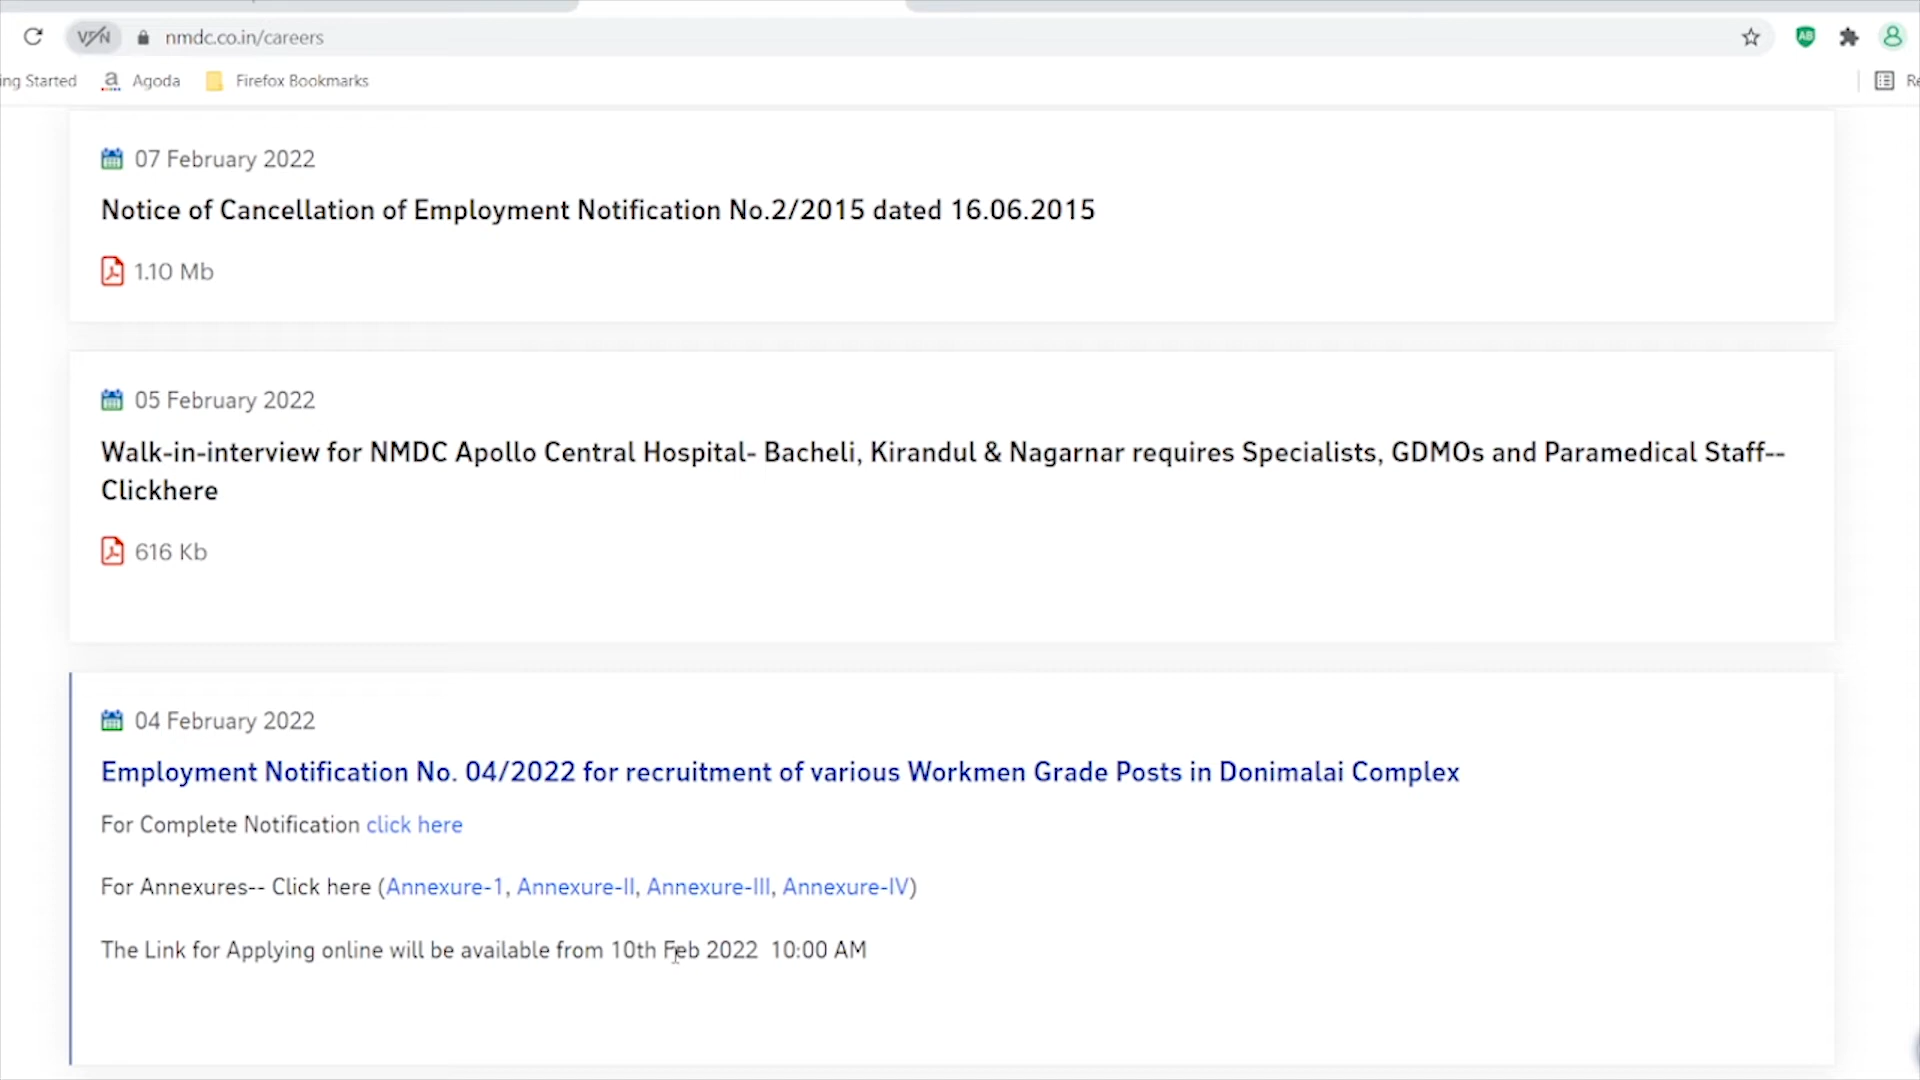 VPN
nmdc.co.in/careers
ing Started
Agoda
Firefox Bookmarks
07 February 2022
Notice of Cancellation of Employment Notification No.2/2015 dated 16.06.2015
1.10 Mb
05 February 2022
Walk-in-interview for NMDC Apollo Central Hospital- Bacheli, Kirandul & Nagarnar requires Specialists, GDMOs and Paramedical Staff--
Clickhere
616 Kb
04 February 2022
Employment Notification No. 04/2022 for recruitment of various Workmen Grade Posts in Donimalai Complex
For Complete Notification click here
For Annexures-- Click here (Annexure-1, Annexure-II, Annexure-III, Annexure-IV)
The Link for Applying online will be available from 10th Feb 2022  10:00 AM